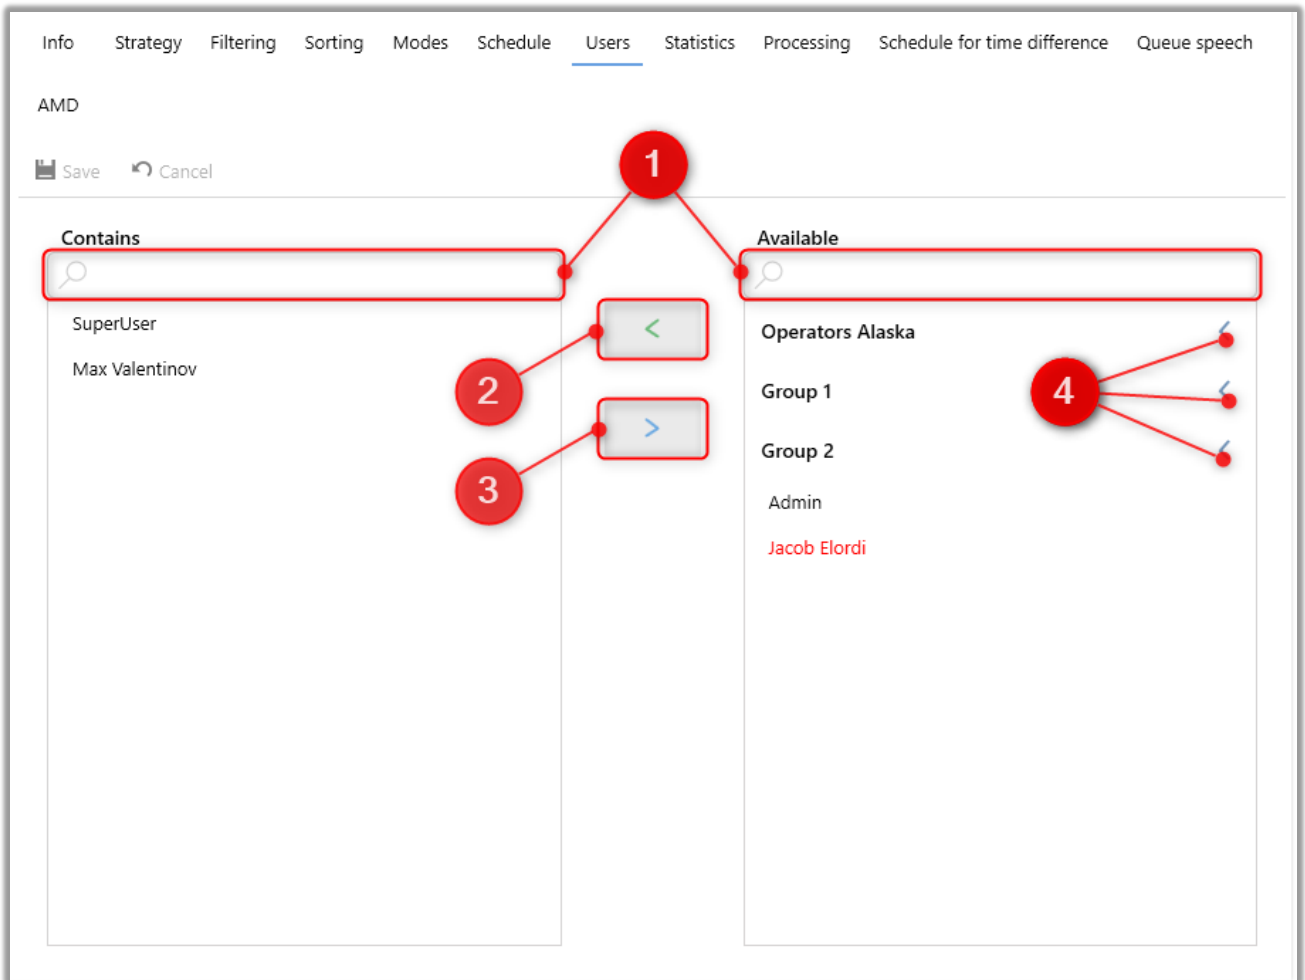 Info Strategy Filtering Sorting Modes Schedule Users Statistics Processing Schedule for time difference Queue speech
AMD
Save Cancel
1
Contains Available
SuperUser
Max Valentinov
2
3
Operators Alaska
Group 1
4
Group 2
Admin
Jacob Elordi